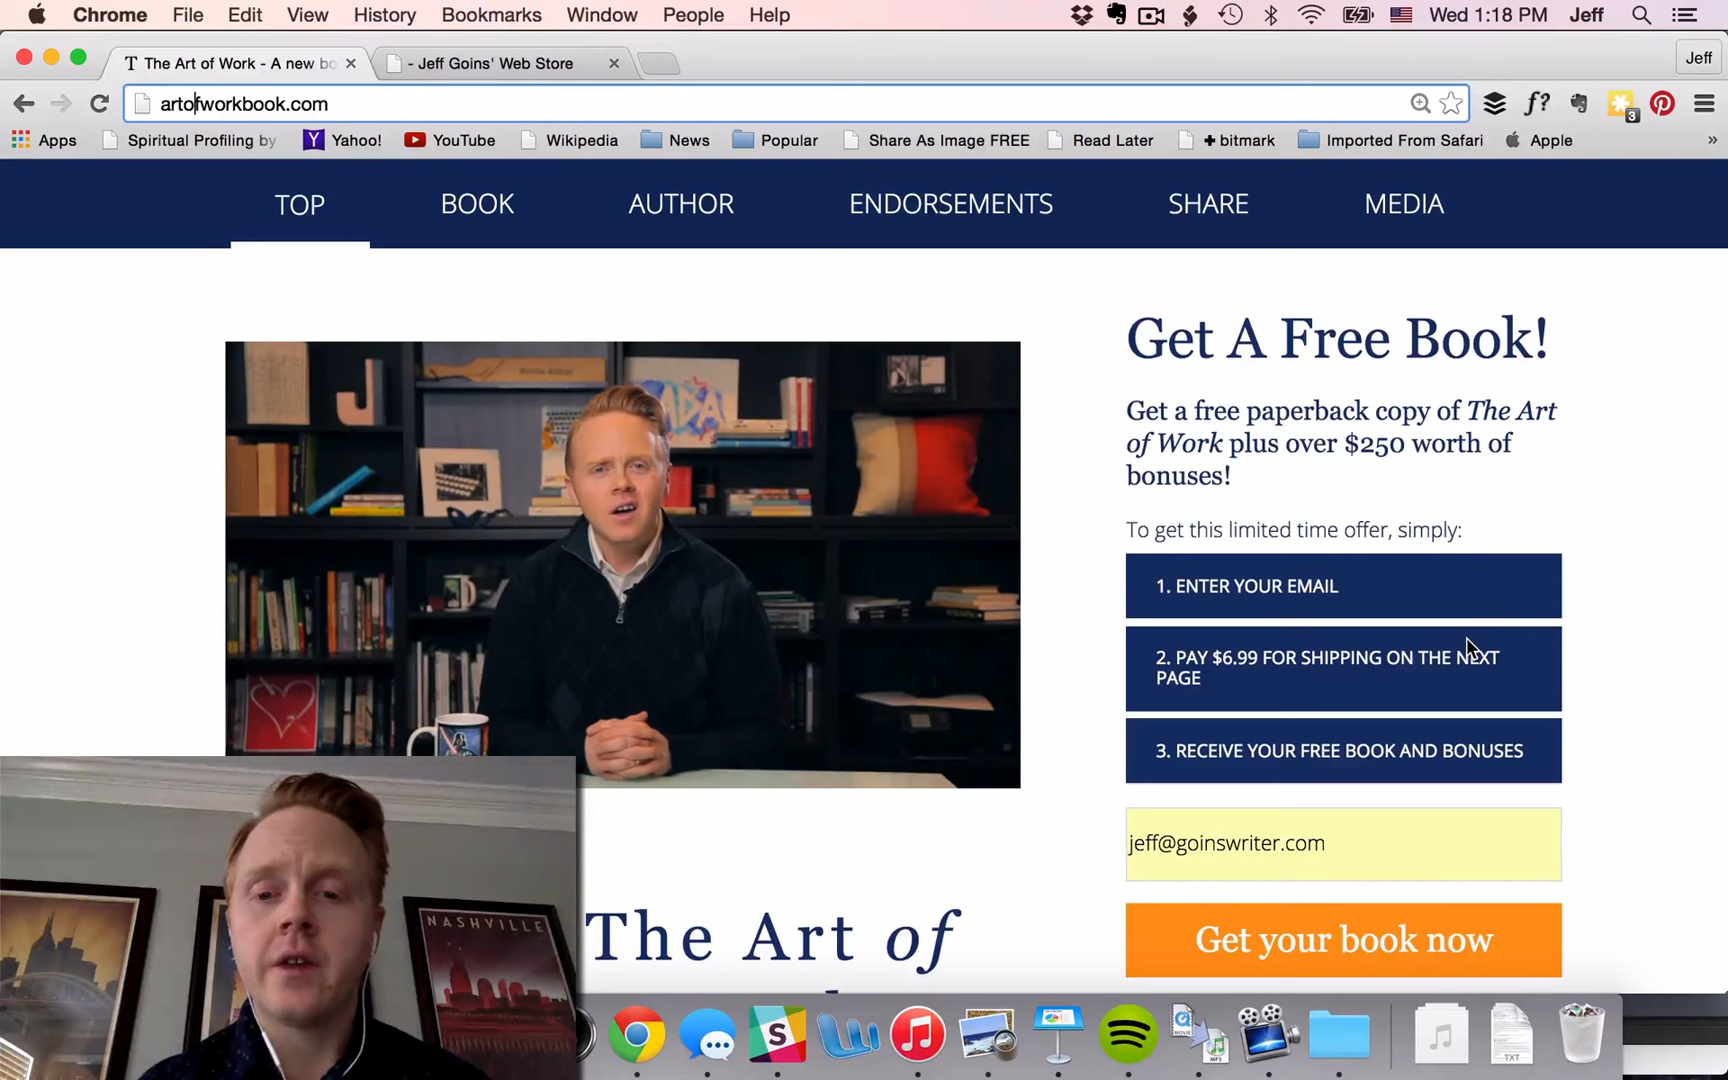 Chrome File Edit View History Bookmarks Window People Help Wed 1:18 PM Jeff
T The Art of Work - A new bo - Jeff Goins' Web Store Jeff
artofworkbook.com f? 3
Apps Spiritual Profiling by Yahoo! YouTube Wikipedia News Popular Share As Image FREE Read Later + bitmark Imported From Safari Apple »
TOP BOOK AUTHOR ENDORSEMENTS SHARE MEDIA
Get A Free Book!
Get a free paperback copy of The Art
of Work plus over $250 worth of
bonuses!
To get this limited time offer, simply:
1. ENTER YOUR EMAIL
2. PAY $6.99 FOR SHIPPING ON THE NEXT
PAGE
3. RECEIVE YOUR FREE BOOK AND BONUSES
jeff@goinswriter.com
Get your book now
The Art of
NASHVILLE
J
S
MOVIE
MP3
TXT